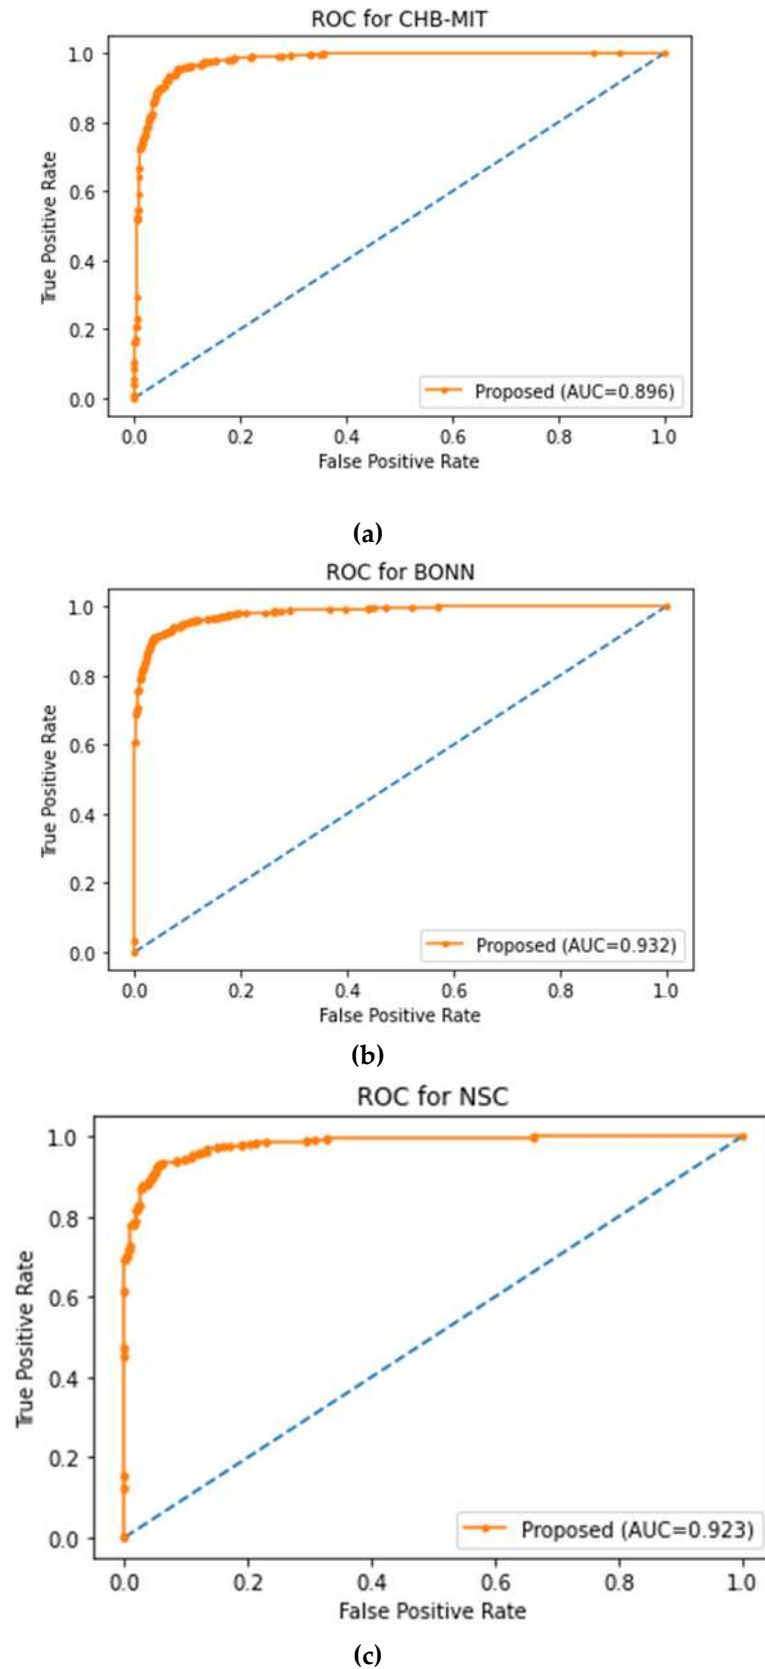 ROC for CHB-MIT
1.0
0.8
0.6
0.4
0.2
0.0
True Positive Rate
Proposed (AUC=0.896)
0.0 0.2 0.4 0.6 0.8 1.0
False Positive Rate
(a)
ROC for BONN
1.0
0.8
0.6
0.4
0.2
0.0
True Positive Rate
Proposed (AUC=0.932)
0.0 0.2 0.4 0.6 0.8 1.0
False Positive Rate
(b)
ROC for NSC
1.0
0.8
0.6
0.4
0.2
0.0
True Positive Rate
Proposed (AUC=0.923)
0.0 0.2 0.4 0.6 0.8 1.0
False Positive Rate
(c)